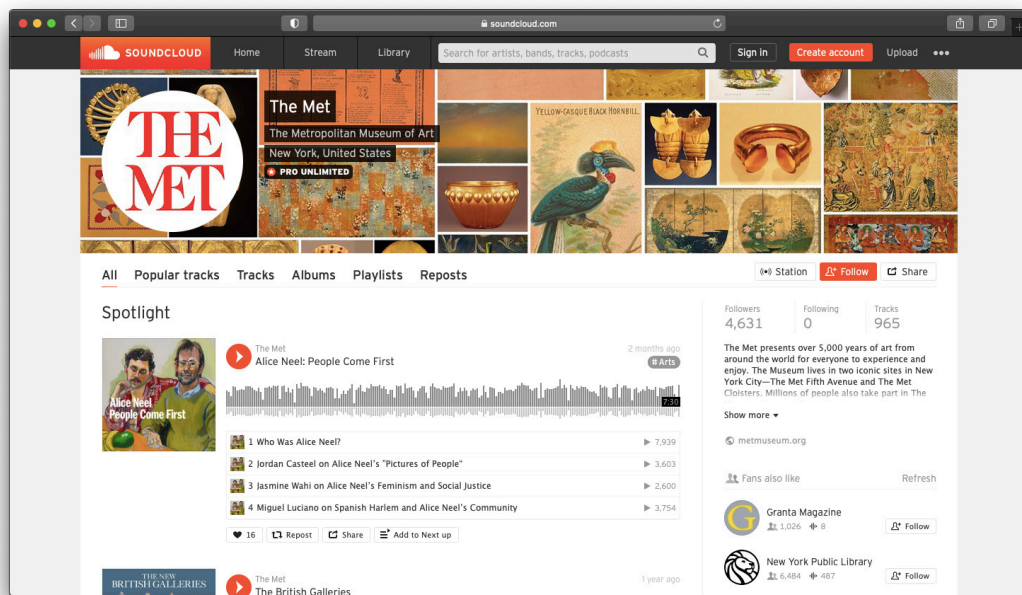 soundcloud.com
SOUNDCLOUD
Home
Stream
Library
Search for artists, bands, tracks, podcasts
Sign in
Create account
Upload
THE
MET
The Met
The Metropolitan Museum of Art
New York, United States
PRO UNLIMITED
YELLOW-CASQUE BLACK HORNBILL.
All
Popular tracks
Tracks
Albums
Playlists
Reposts
Station
Follow
Share
Spotlight
Alice Neel
People Come First
The Met
2 months ago
Alice Neel: People Come First
# Arts
7:30
1 Who Was Alice Neel?
7,939
2 Jordan Casteel on Alice Neel's "Pictures of People"
3,603
3 Jasmine Wahi on Alice Neel's Feminism and Social Justice
2,600
4 Miguel Luciano on Spanish Harlem and Alice Neel's Community
3,754
16
Repost
Share
Add to Next up
THE NEW
BRITISH GALLERIES
The Met
1 year ago
The British Galleries
Followers
4,631
Following
0
Tracks
965
The Met presents over 5,000 years of art from
around the world for everyone to experience and
enjoy. The Museum lives in two iconic sites in New
York City—The Met Fifth Avenue and The Met
Cloisters. Millions of people also take part in The
Show more
metmuseum.org
Fans also like
Refresh
G
Granta Magazine
1,026
8
Follow
New York Public Library
6,484
487
Follow